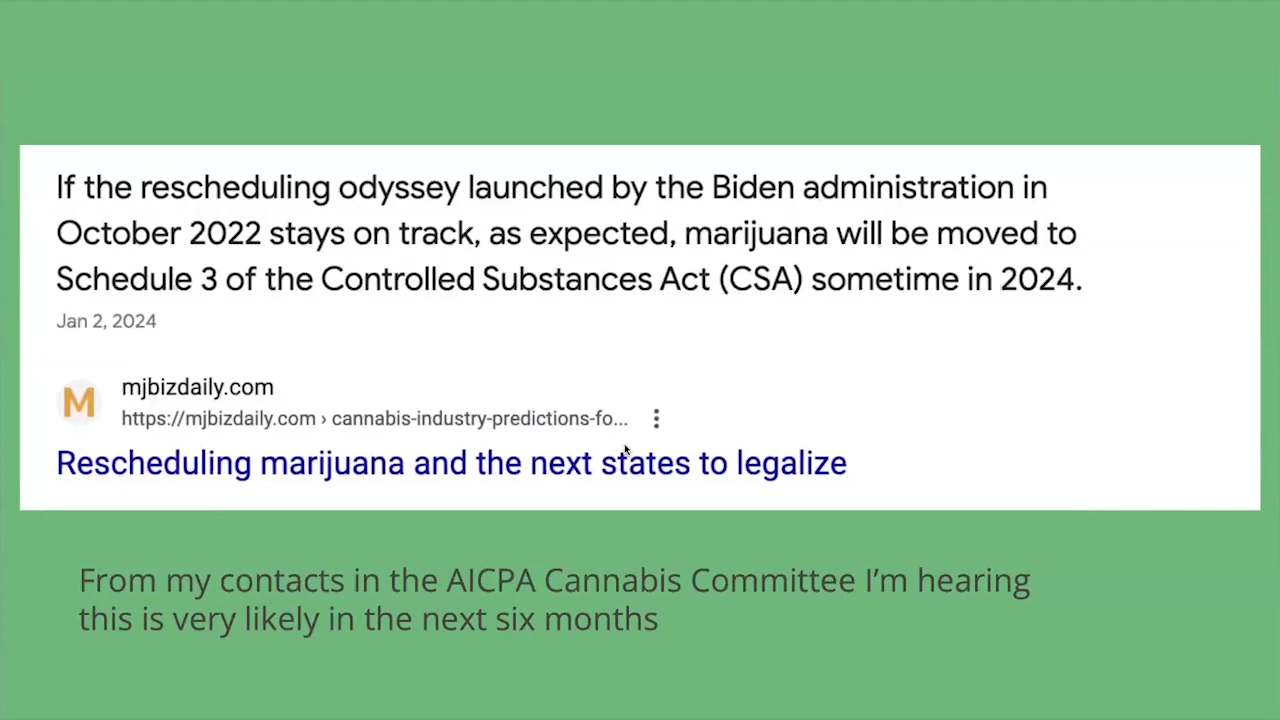 If the rescheduling odyssey launched by the Biden administration in
October 2022 stays on track, as expected, marijuana will be moved to
Schedule 3 of the Controlled Substances Act (CSA) sometime in 2024.
Jan 2, 2024
M
mjbizdaily.com
https://mjbizdaily.com › cannabis-industry-predictions-fo...
Rescheduling marijuana and the next states to legalize
From my contacts in the AICPA Cannabis Committee I’m hearing
this is very likely in the next six months